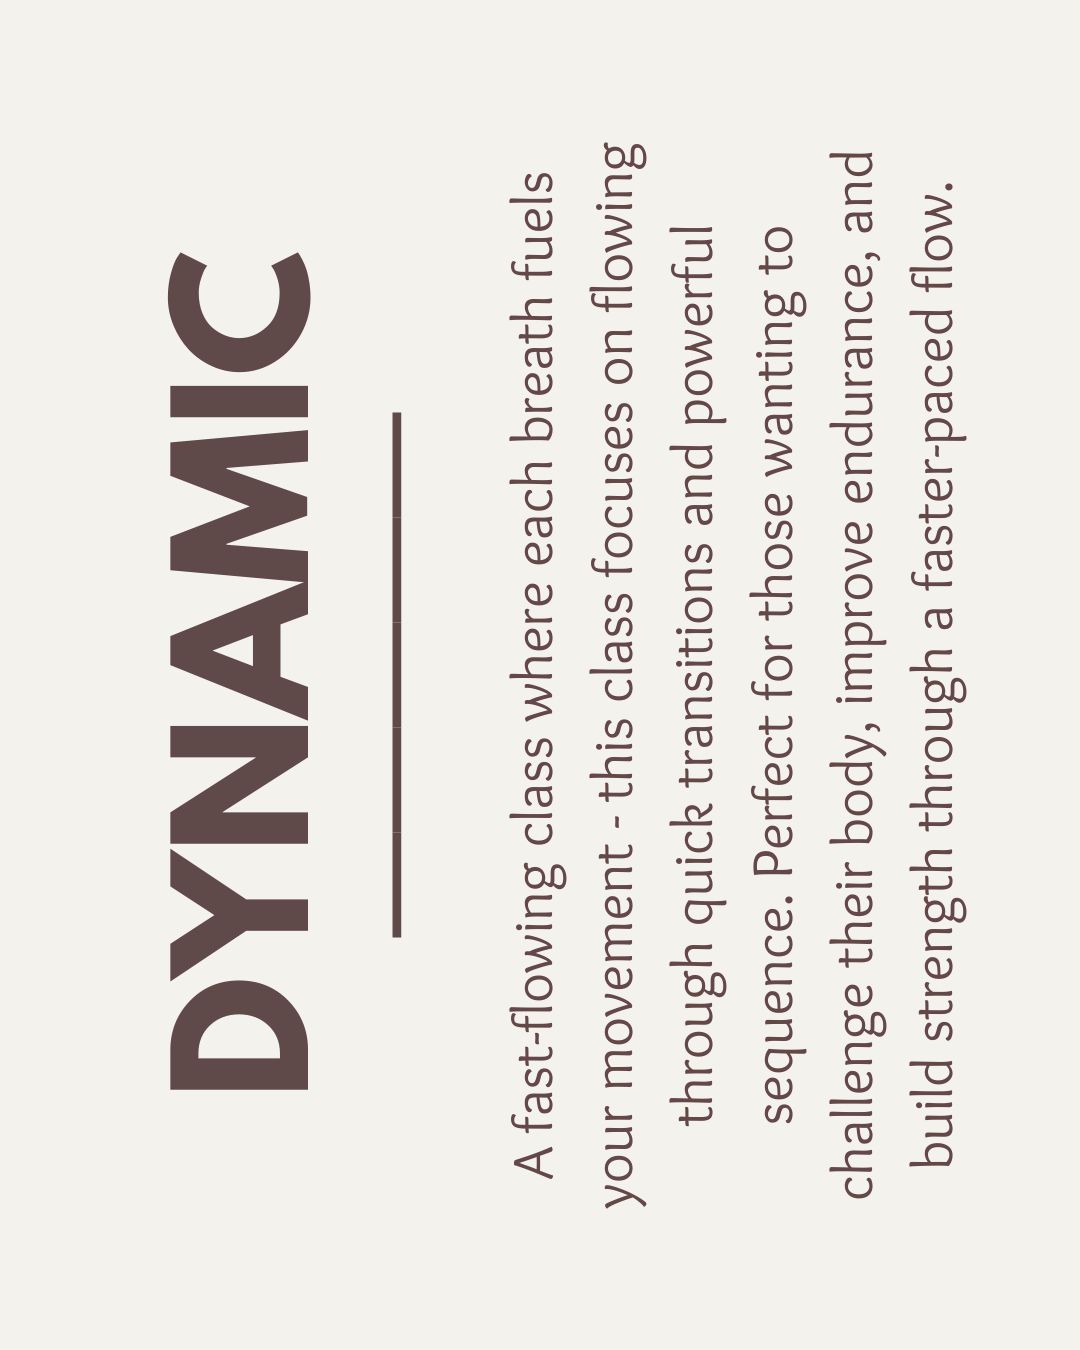 DYNAMIC
A fast-flowing class where each breath fuels
your movement - this class focuses on flowing
through quick transitions and powerful
sequence. Perfect for those wanting to
challenge their body, improve endurance, and
build strength through a faster-paced flow.